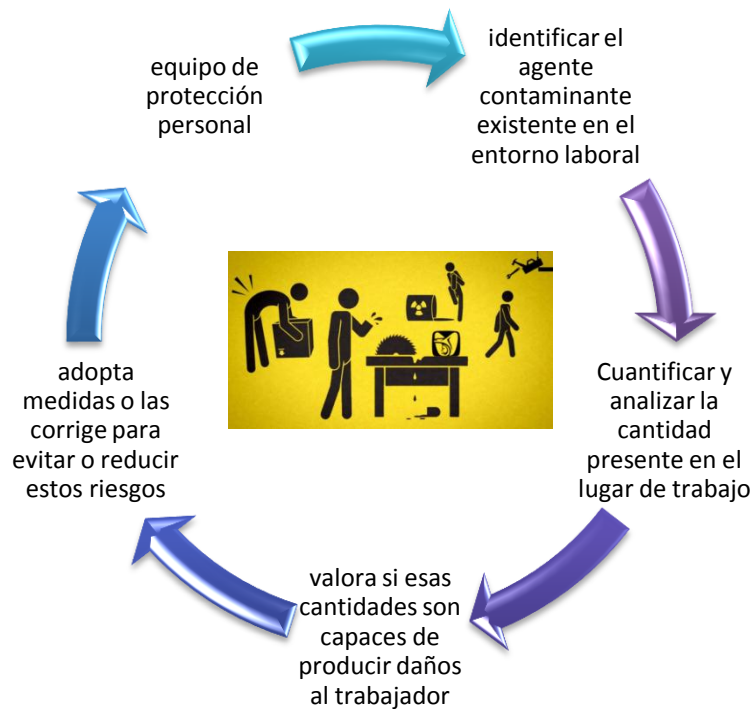 equipo de
protección
personal
identificar el
agente
contaminante
existente en el
entorno laboral
Cuantificar y
analizar la
cantidad
presente en el
lugar de trabajo
valora si esas
cantidades son
capaces de
producir daños
al trabajador
adopta
medidas o las
corrige para
evitar o reducir
estos riesgos